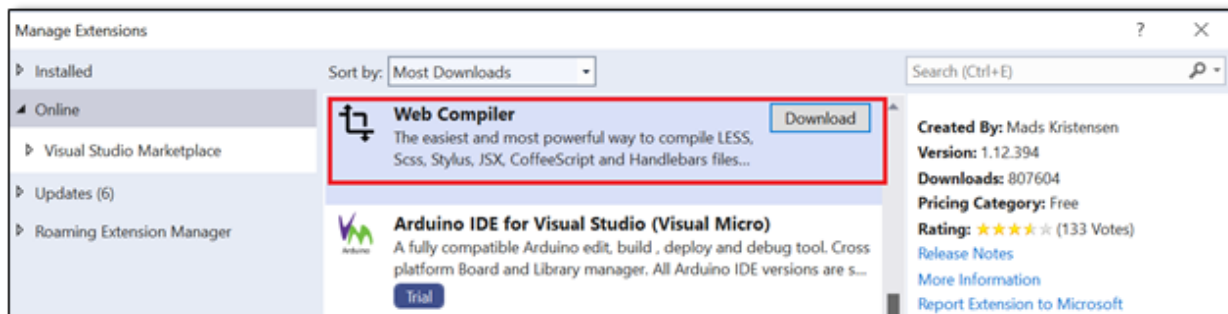 Manage Extensions
?
Installed
Online
Visual Studio Marketplace
Updates (6)
Roaming Extension Manager
Sort by: Most Downloads
Web Compiler
Download
The easiest and most powerful way to compile LESS,
Scss, Stylus, JSX, CoffeeScript and Handlebars files...
Arduino IDE for Visual Studio (Visual Micro)
A fully compatible Arduino edit, build , deploy and debug tool. Cross
platform Board and Library manager. All Arduino IDE versions are s...
Trial
Arduino
Search (Ctrl+E)
Created By: Mads Kristensen
Version: 1.12.394
Downloads: 807604
Pricing Category: Free
Rating: (133 Votes)
Release Notes
More Information
Report Extension to Microsoft